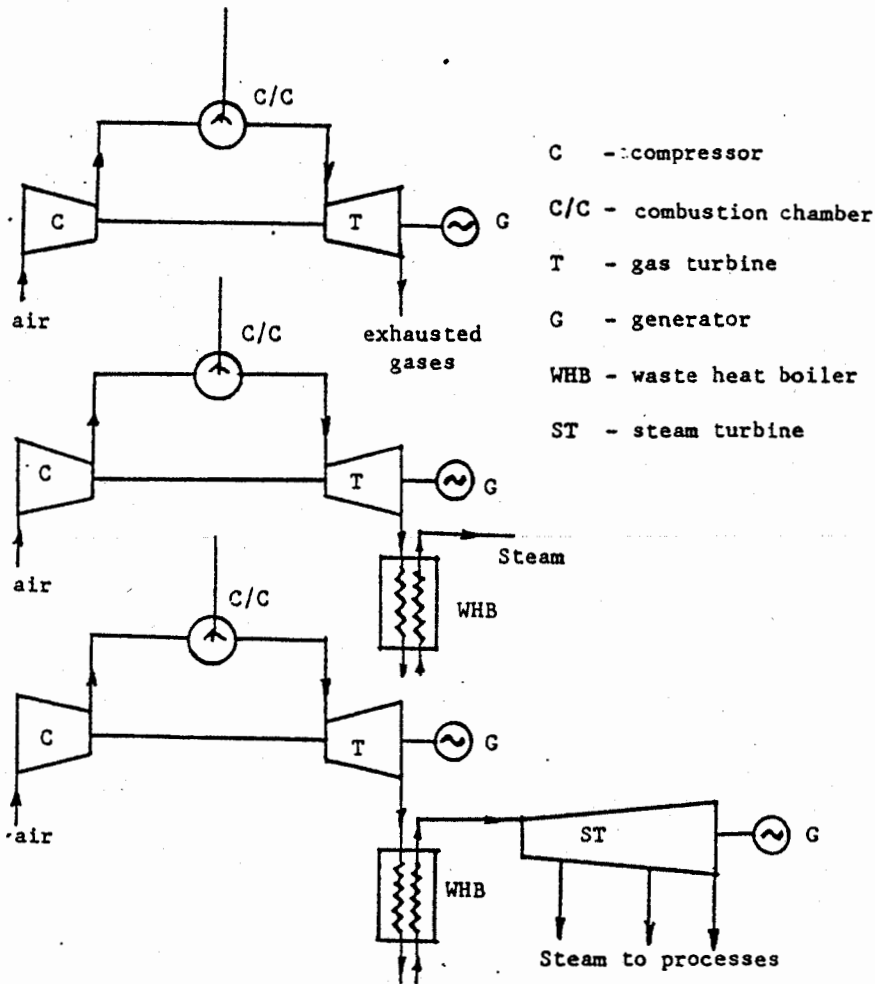 C/C
C
T
G
air
exhausted
gases
C - compressor
C/C - combustion chamber
T - gas turbine
G - generator
WHB - waste heat boiler
ST - steam turbine
C/C
C
T
G
air
Steam
WHB
C/C
C
T
G
air
WHB
ST
G
Steam to processes